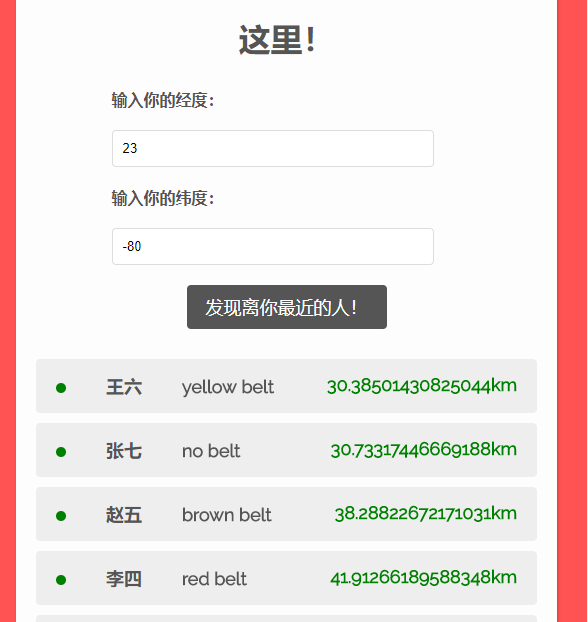 这里！
输入你的经度：
23
输入你的纬度：
-80
发现离你最近的人！
王六 yellow belt 30.38501430825044km
张七 no belt 30.73317446669188km
赵五 brown belt 38.28822672171031km
李四 red belt 41.91266189588348km